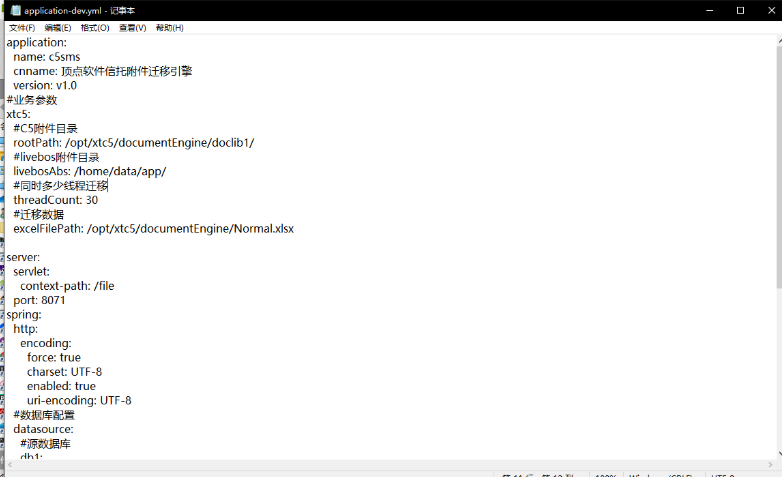 application-dev.yml - 记事本
文件(F) 编辑(E) 格式(O) 查看(V) 帮助(H)
application:
  name: c5sms
  cnname: 顶点软件信托附件迁移引擎
  version: v1.0
#业务参数
xtc5:
  #C5附件目录
  rootPath: /opt/xtc5/documentEngine/doclib1/
  #livebos附件目录
  livebosAbs: /home/data/app/
  #同时多少线程迁移
  threadCount: 30
  #迁移数据
  excelFilePath: /opt/xtc5/documentEngine/Normal.xlsx
server:
  servlet:
    context-path: /file
  port: 8071
spring:
  http:
    encoding:
      force: true
      charset: UTF-8
      enabled: true
      uri-encoding: UTF-8
  #数据库配置
  datasource:
    #源数据库
    db1: